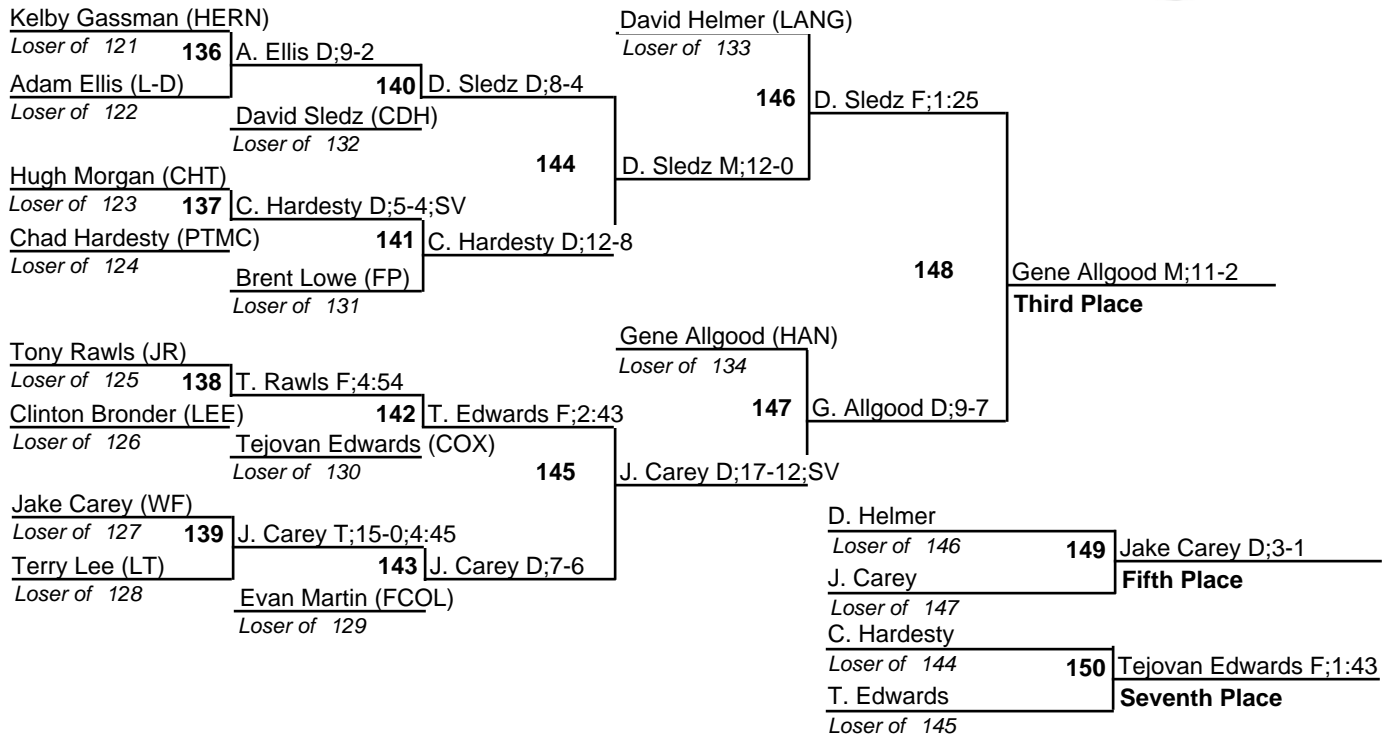 Kelby Gassman (HERN)
Loser of 121
136
A. Ellis D;9-2
Adam Ellis (L-D)
Loser of 122
140
D. Sledz D;8-4
David Sledz (CDH)
Loser of 132
Hugh Morgan (CHT)
Loser of 123
137
C. Hardesty D;5-4;SV
Chad Hardesty (PTMC)
Loser of 124
141
C. Hardesty D;12-8
Brent Lowe (FP)
Loser of 131
144
D. Sledz M;12-0
David Helmer (LANG)
Loser of 133
146
D. Sledz F;1:25
Tony Rawls (JR)
Loser of 125
138
T. Rawls F;4:54
Clinton Bronder (LEE)
Loser of 126
142
T. Edwards F;2:43
Tejovan Edwards (COX)
Loser of 130
Jake Carey (WF)
Loser of 127
139
J. Carey T;15-0;4:45
Terry Lee (LT)
Loser of 128
143
J. Carey D;7-6
Evan Martin (FCOL)
Loser of 129
145
J. Carey D;17-12;SV
Gene Allgood (HAN)
Loser of 134
147
G. Allgood D;9-7
148
Gene Allgood M;11-2
Third Place
D. Helmer
Loser of 146
149
Jake Carey D;3-1
J. Carey
Fifth Place
Loser of 147
C. Hardesty
Loser of 144
150
Tejovan Edwards F;1:43
T. Edwards
Seventh Place
Loser of 145